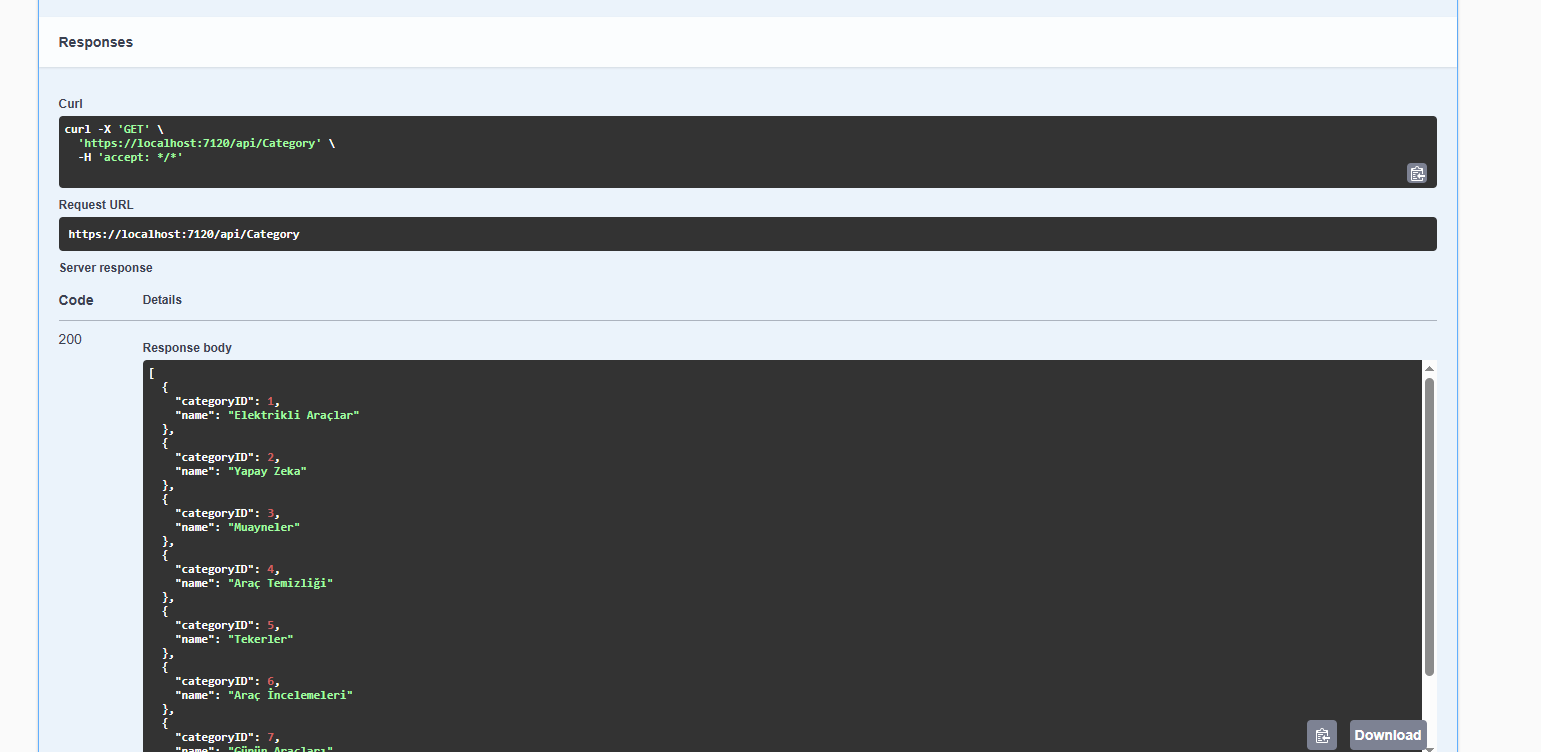 Responses
Curl
curl -X 'GET' \
'https://localhost:7120/api/Category' \
-H 'accept: */*'
Request URL
https://localhost:7120/api/Category
Server response
Code Details
200
Response body
[
{
"categoryID": 1,
"name": "Elektrikli Araçlar"
},
{
"categoryID": 2,
"name": "Yapay Zeka"
},
{
"categoryID": 3,
"name": "Muayneler"
},
{
"categoryID": 4,
"name": "Araç Temizliği"
},
{
"categoryID": 5,
"name": "Tekerler"
},
{
"categoryID": 6,
"name": "Araç İncelemeleri"
},
{
"categoryID": 7,
"name": "Günün Araçları"
Download